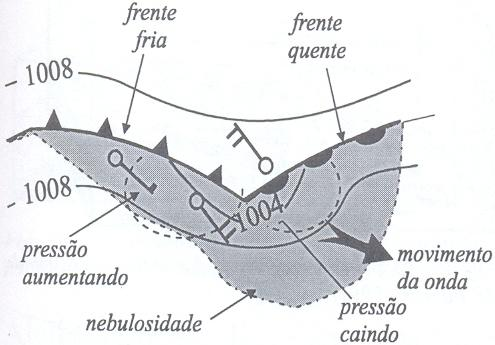 frente
fria
frente
quente
1008
1008
1004
pressão
aumentando
movimento
da onda
pressão
caindo
nebulosidade